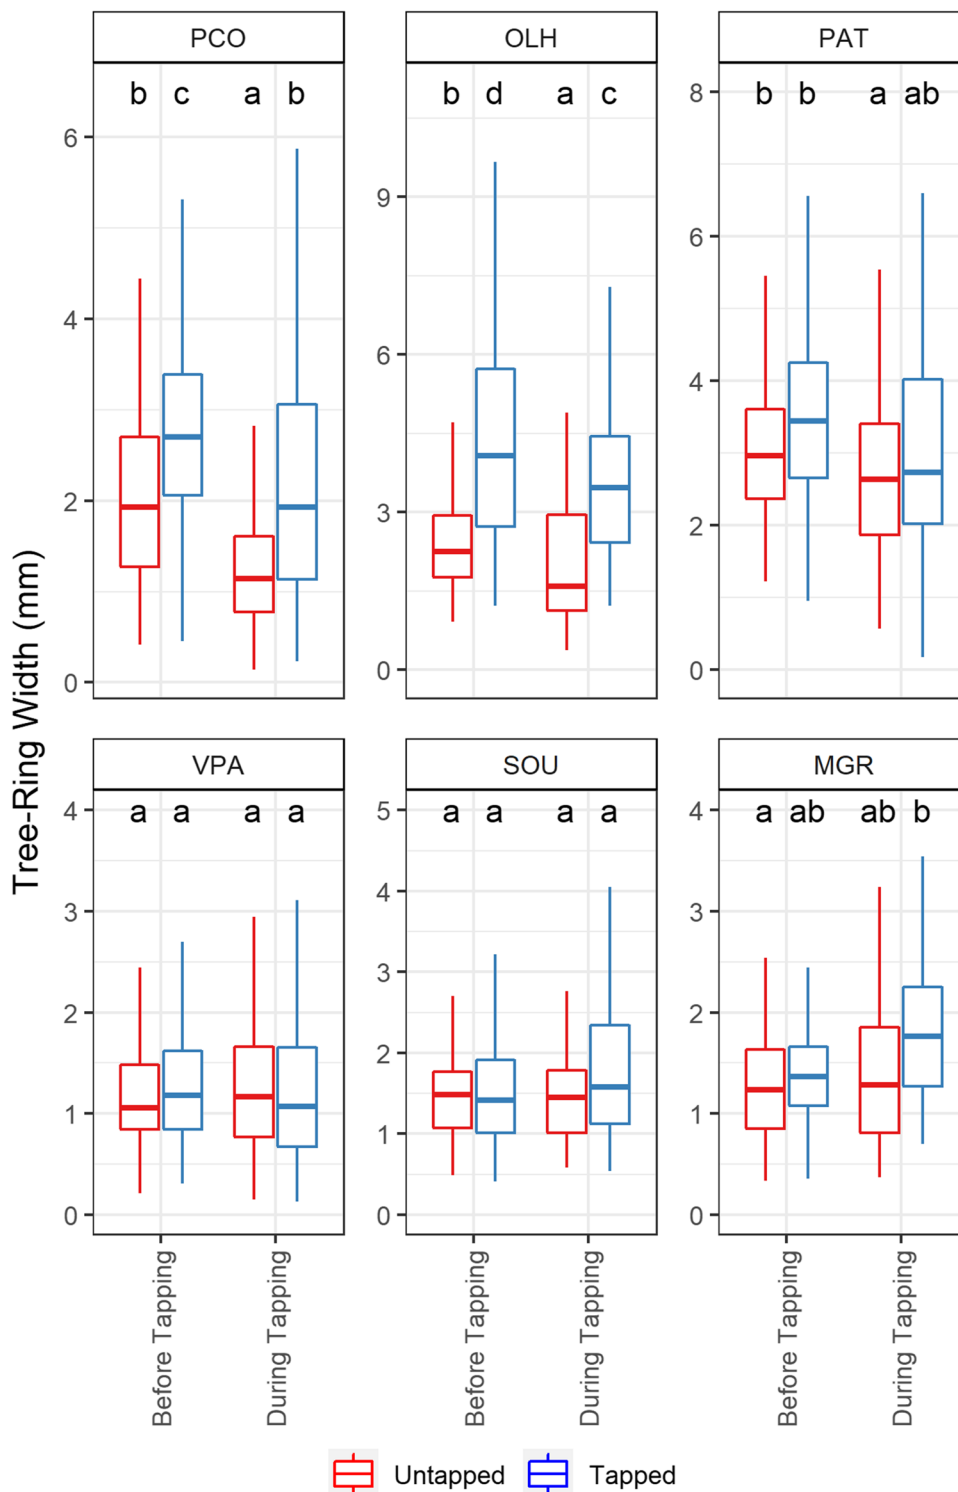 PCO OLH PAT
b c a b b d a c b b a ab
6
4
2
0
9
6
3
0
8
6
4
2
0
Tree-Ring Width (mm)
VPA SOU MGR
a a a a a a a a a ab ab b
4
3
2
1
0
5
4
3
2
1
0
4
3
2
1
0
Before Tapping
During Tapping
Before Tapping
During Tapping
Before Tapping
During Tapping
Untapped Tapped